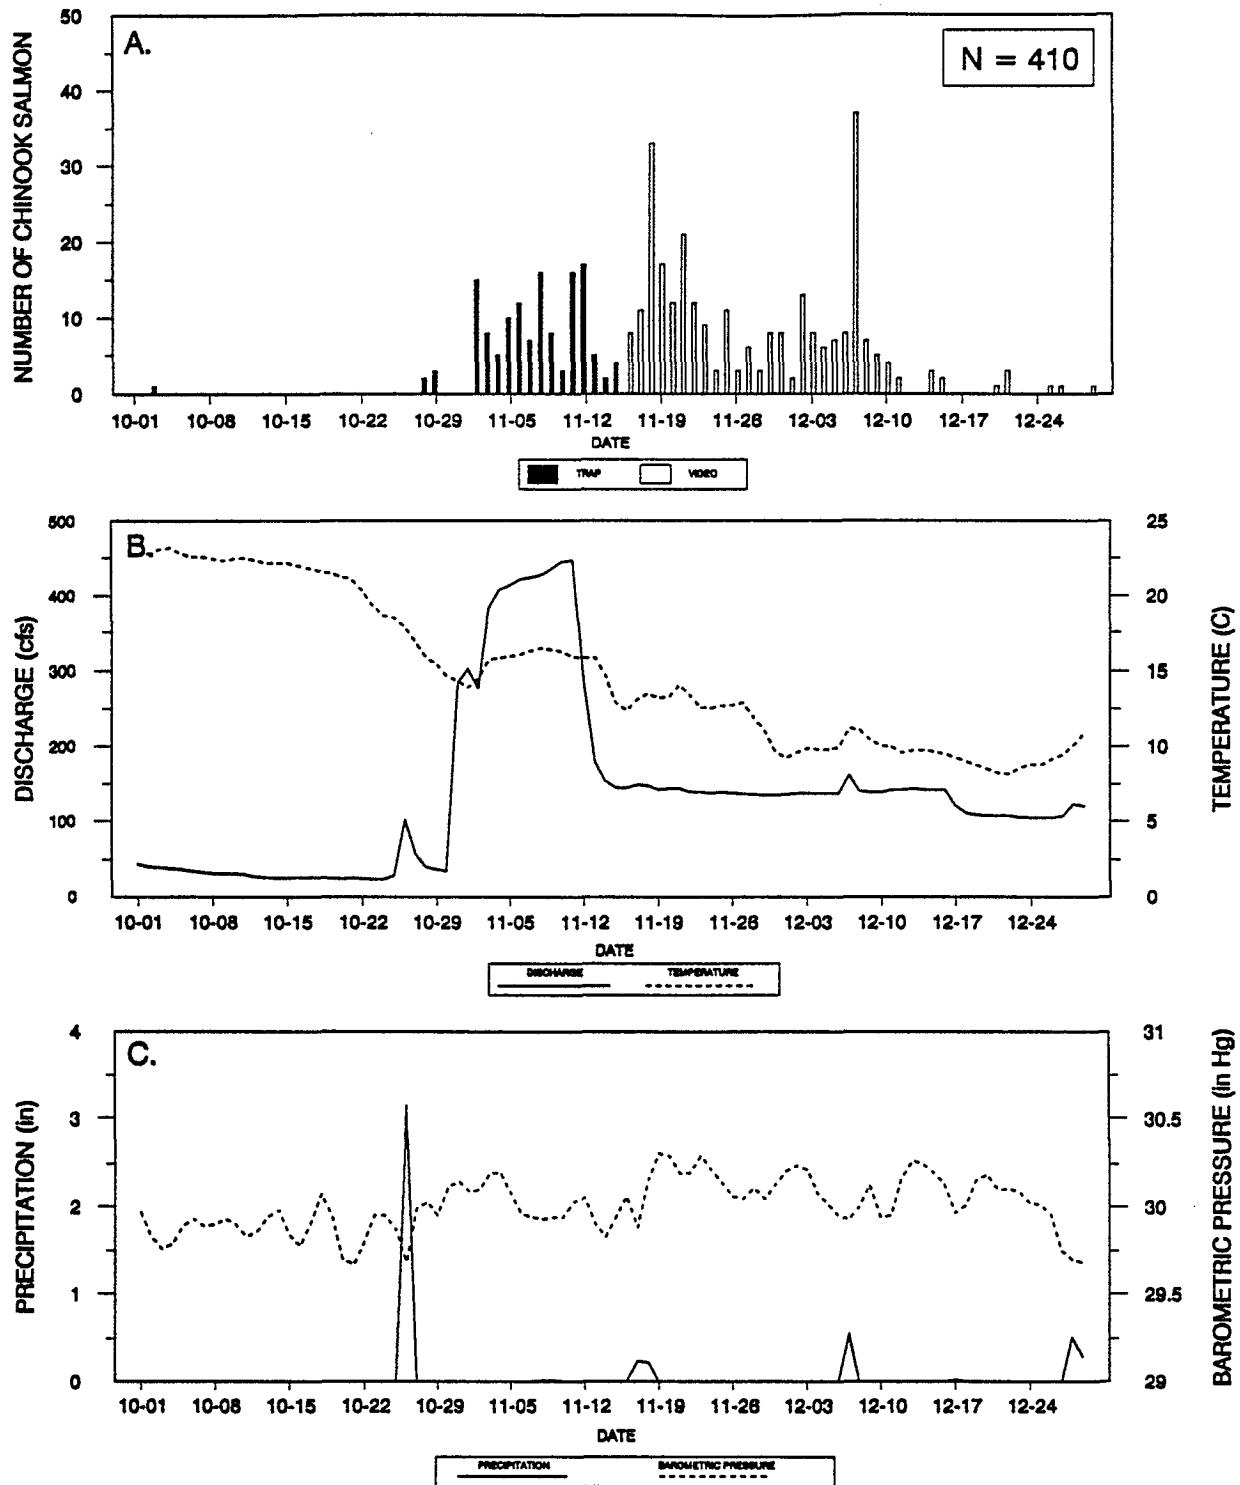 A.
N = 410
NUMBER OF CHINOOK SALMON
50
40
30
20
10
0
10-01 10-08 10-15 10-22 10-29 11-05 11-12 11-19 11-26 12-03 12-10 12-17 12-24
DATE
TRAP VIDEO
B.
DISCHARGE (cfs)
500
400
300
200
100
0
TEMPERATURE (C)
25
20
15
10
5
0
10-01 10-08 10-15 10-22 10-29 11-05 11-12 11-19 11-26 12-03 12-10 12-17 12-24
DATE
DISCHARGE TEMPERATURE
C.
PRECIPITATION (in)
4
3
2
1
0
BAROMETRIC PRESSURE (in Hg)
31
30.5
30
29.5
29
10-01 10-08 10-15 10-22 10-29 11-05 11-12 11-19 11-26 12-03 12-10 12-17 12-24
DATE
PRECIPITATION BAROMETRIC PRESSURE